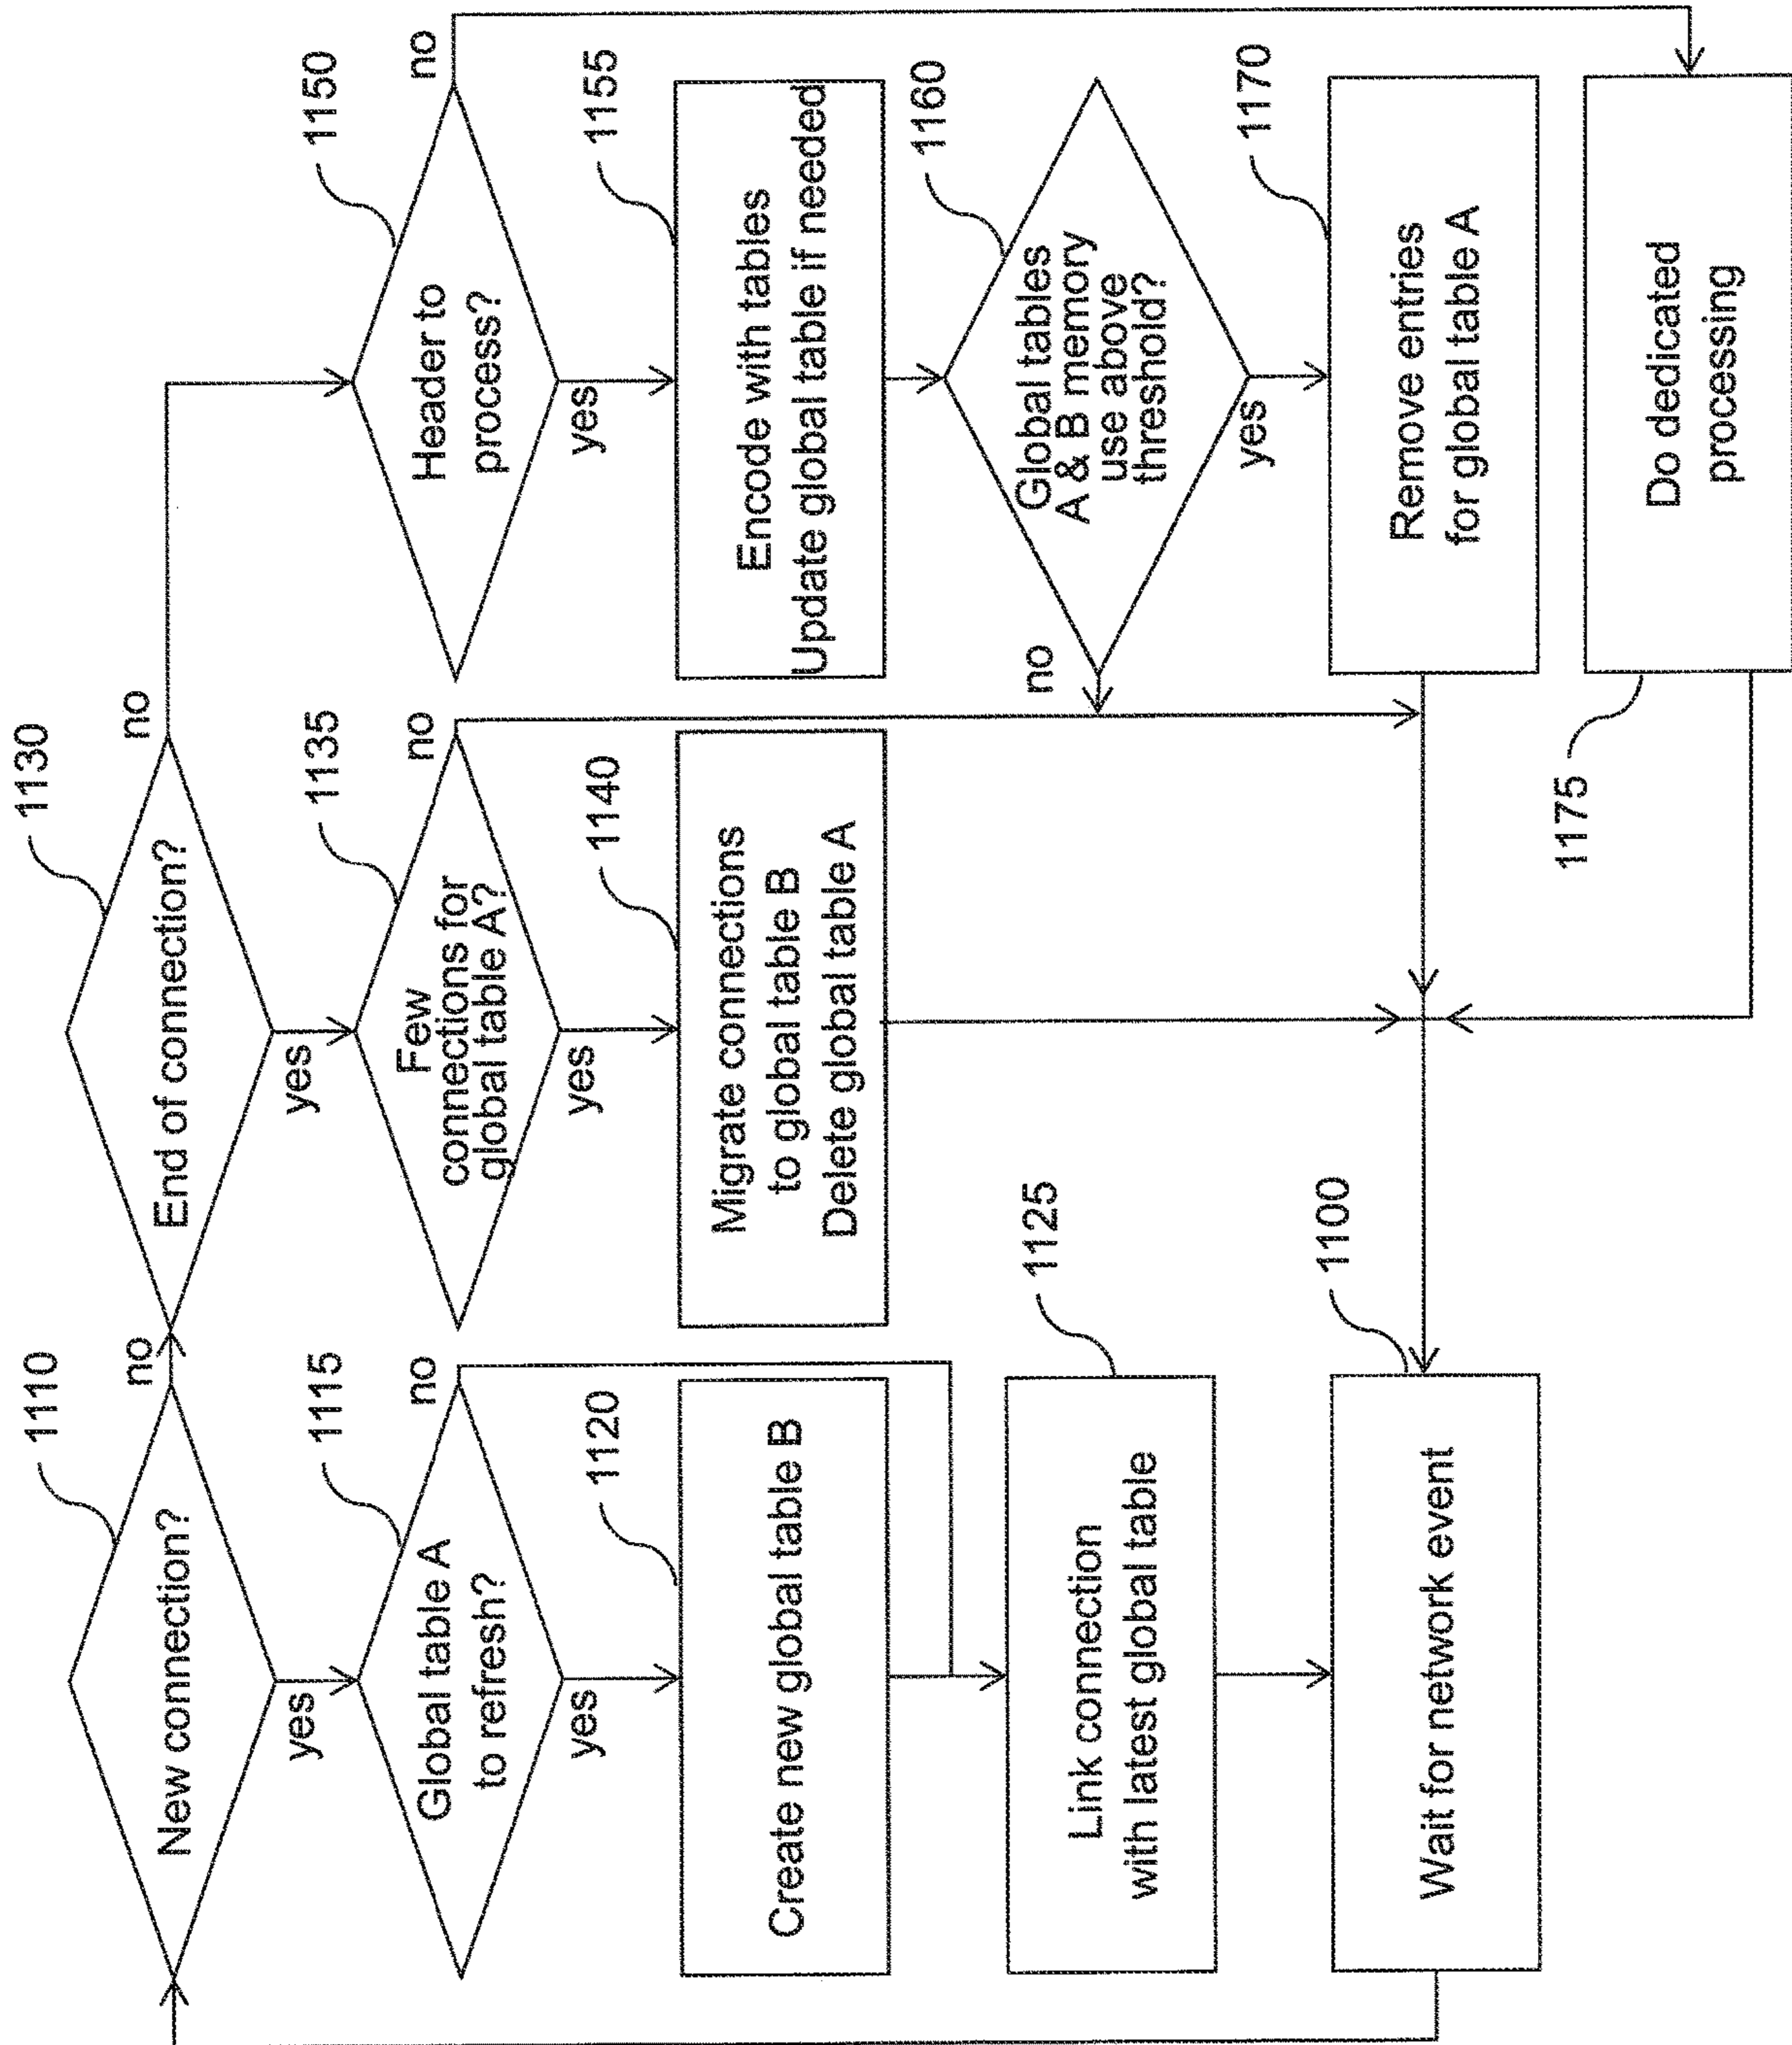 1110
New connection?
no
yes
1115
Global table A
to refresh?
no
yes
1120
Create new global table B
1125
Link connection
with latest global table
1100
Wait for network event
1130
End of connection?
no
yes
1135
Few
connections for
global table A?
no
yes
1140
Migrate connections
to global table B
Delete global table A
1150
Header to
process?
no
yes
1155
Encode with tables
Update global table if needed
1160
Global tables
A & B memory
use above
threshold?
no
yes
1170
Remove entries
for global table A
1175
Do dedicated
processing